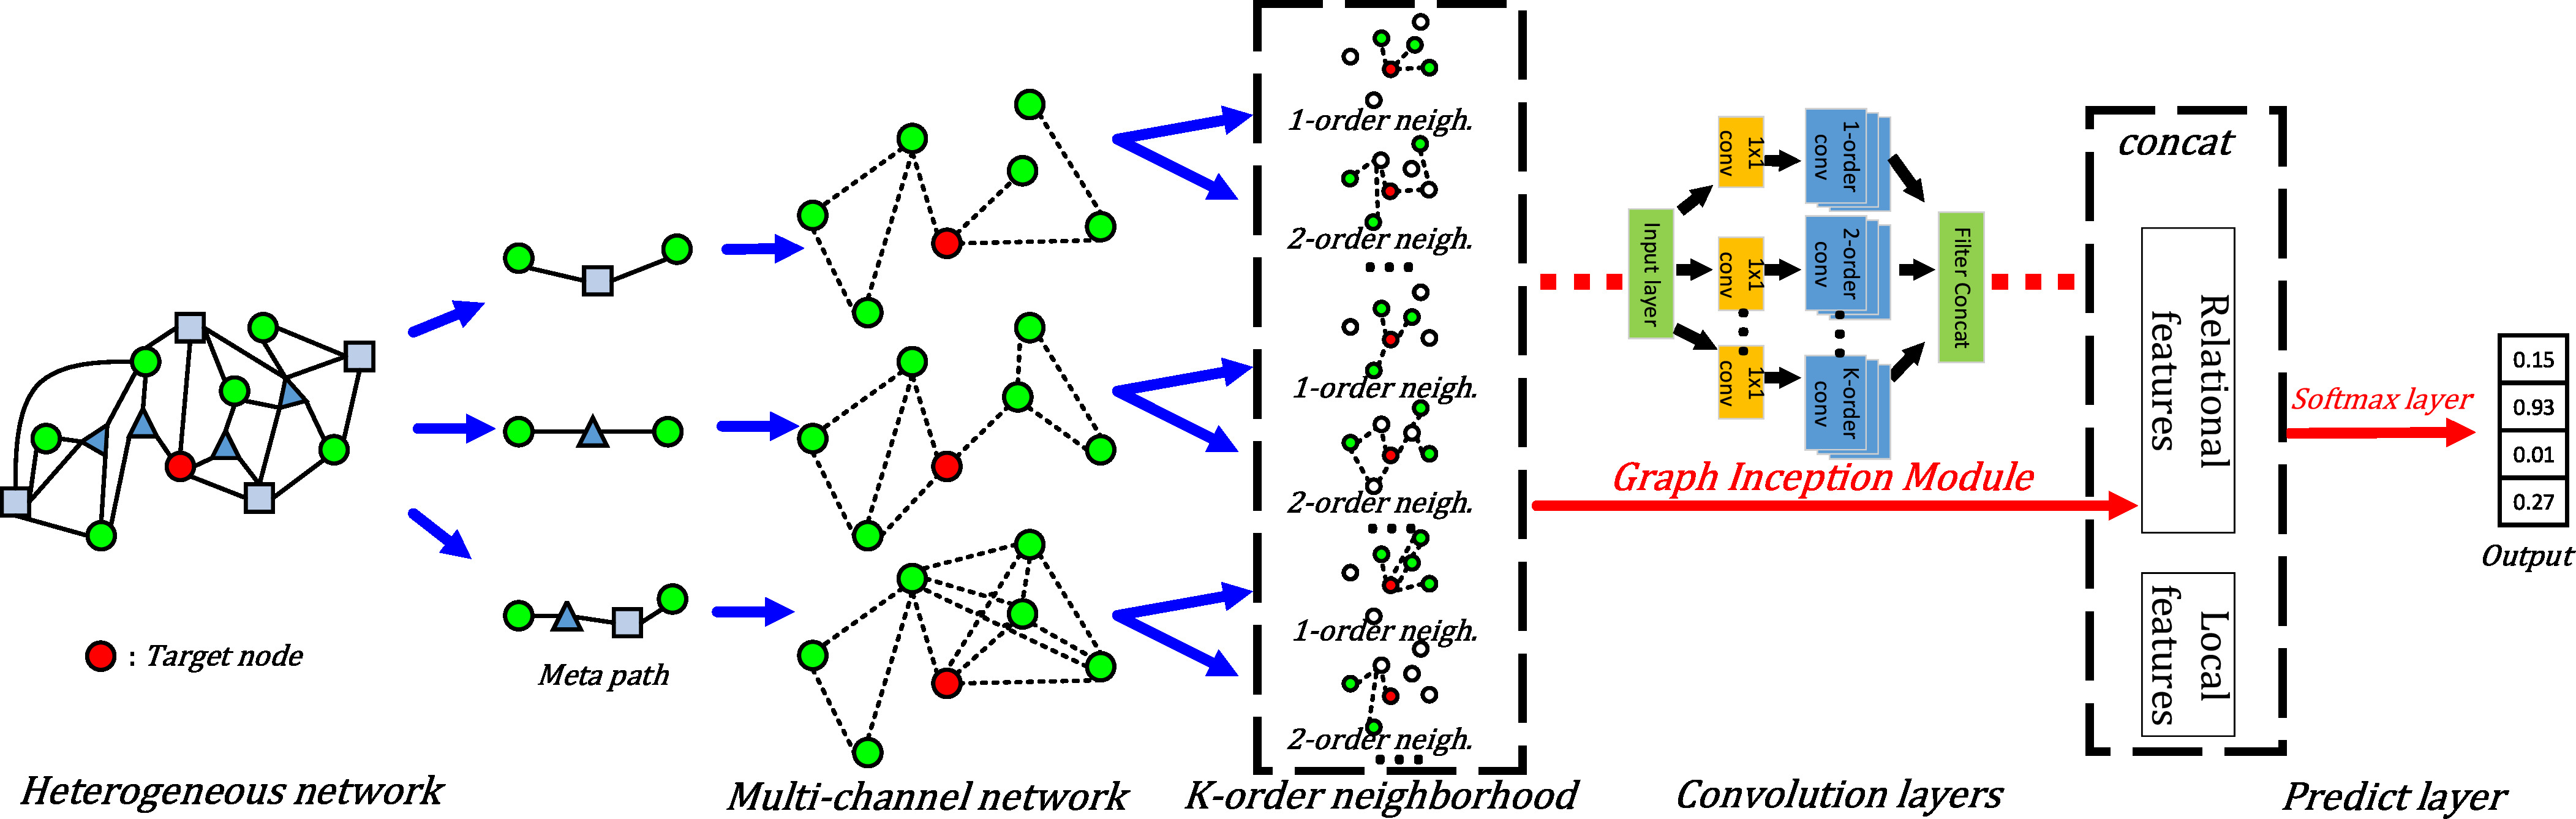 : Target node
Meta path
1-order neigh.
2-order neigh.
1-order neigh.
2-order neigh.
1-order neigh.
2-order neigh.
Input layer
1x1
conv
1x1
conv
1x1
conv
1-order
conv
2-order
conv
K-order
conv
Filter Concat
Graph Inception Module
concat
Relational
features
Local
features
Softmax layer
0.15
0.93
0.01
0.27
Output
Heterogeneous network
Multi-channel network
K-order neighborhood
Convolution layers
Predict layer